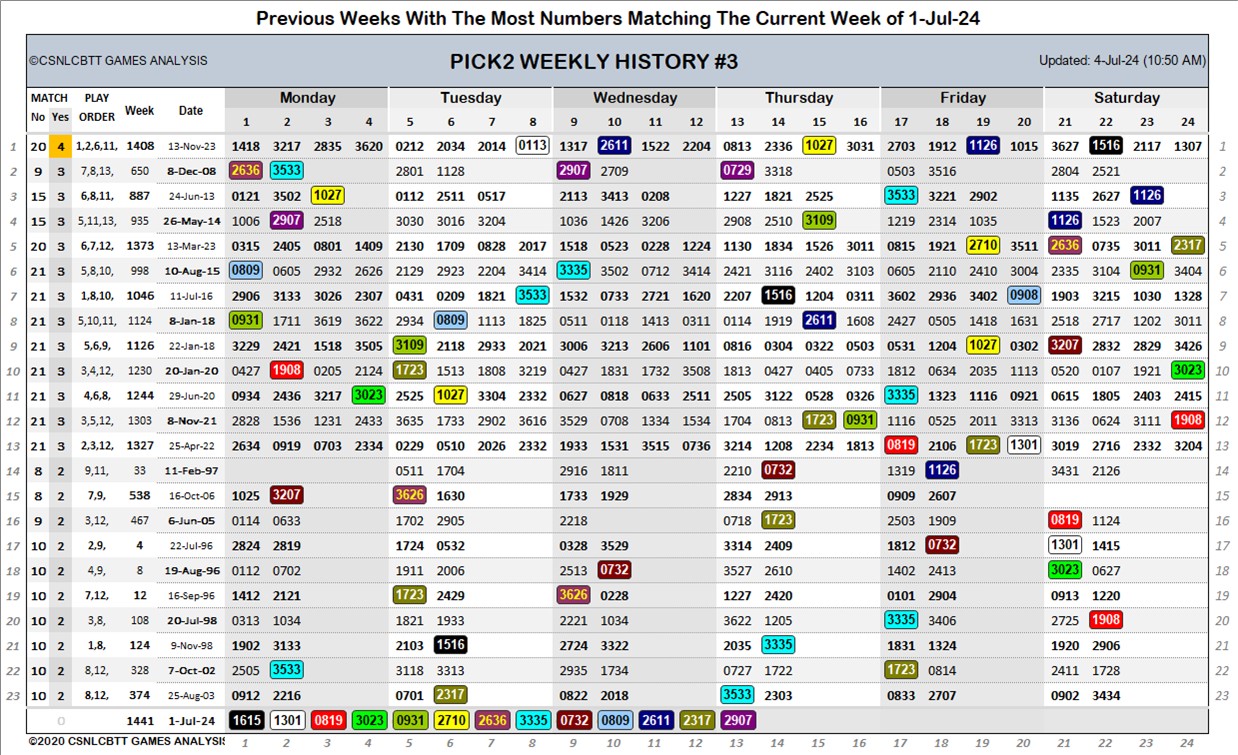 Previous Weeks With The Most Numbers Matching The Current Week of 1-Jul-24
©CSNLCBTT GAMES ANALYSIS PICK2 WEEKLY HISTORY #3 Updated: 4-Jul-24 (10:50 AM)
MATCH PLAY Week Date Monday Tuesday Wednesday Thursday Friday Saturday
No Yes ORDER 1 2 3 4 5 6 7 8 9 10 11 12 13 14 15 16 17 18 19 20 21 22 23 24
1 20 4 1,2,6,11, 1408 13-Nov-23 1418 3217 2835 3620 0212 2034 2014 0113 1317 2611 1522 2204 0813 2336 1027 3031 2703 1912 1126 1015 3627 1516 2117 1307 1
2 9 3 7,8,13, 650 8-Dec-08 2636 3533 2801 1128 2907 2709 0729 3318 0503 3516 2804 2521 2
3 15 3 6,8,11, 887 24-Jun-13 0121 3502 1027 0112 2511 0517 2113 3413 0208 1227 1821 2525 3533 3221 2902 1135 2627 1126 3
4 15 3 5,11,13, 935 26-May-14 1006 2907 2518 3030 3016 3204 1036 1426 3206 2908 2510 3109 1219 2314 1035 1126 1523 2007 4
5 20 3 6,7,12, 1373 13-Mar-23 0315 2405 0801 1409 2130 1709 0828 2017 1518 0523 0228 1224 1130 1834 1526 3011 0815 1921 2710 3511 2636 0735 3011 2317 5
6 21 3 5,8,10, 998 10-Aug-15 0809 0605 2932 2626 2129 2923 2204 3414 3335 3502 0712 3414 2421 3116 2402 3103 0605 2110 2410 3004 2335 3104 0931 3404 6
7 21 3 1,8,10, 1046 11-Jul-16 2906 3133 3026 2307 0431 0209 1821 3533 1532 0733 2721 1620 2207 1516 1204 0311 3602 2936 3402 0908 1903 3215 1030 1328 7
8 21 3 5,10,11, 1124 8-Jan-18 0931 1711 3619 3622 2934 0809 1113 1825 0511 0118 1413 3011 0114 1919 2611 1608 2427 0505 1418 1631 2518 2717 1202 3011 8
9 21 3 5,6,9, 1126 22-Jan-18 3229 2421 1518 3505 3109 2118 2933 2021 3006 3213 2606 1101 0816 0304 0322 0503 0531 1204 1027 0302 3207 2832 2829 3426 9
10 21 3 3,4,12, 1230 20-Jan-20 0427 1908 0205 2124 1723 1513 1808 3219 0427 1831 1732 3508 1813 0427 0405 0733 1812 0634 2035 1113 0520 0107 1921 3023 10
11 21 3 4,6,8, 1244 29-Jun-20 0934 2436 3217 3023 2525 1027 3304 2332 0627 0818 0633 2511 2505 3122 0528 0326 3335 1323 1116 0921 0615 1805 2403 2415 11
12 21 3 3,5,12, 1303 8-Nov-21 2828 1536 1231 2433 3635 1733 2902 3616 3529 0708 1334 1534 1704 0813 1723 0931 1116 0525 2011 3313 3136 0624 3111 1908 12
13 21 3 2,3,12, 1327 25-Apr-22 2634 0919 0703 2334 0229 0510 2026 2332 1933 1531 3515 0736 3214 1208 2234 1813 0819 2106 1723 1301 3019 2716 2332 3204 13
14 8 2 9,11, 33 11-Feb-97 0511 1704 2916 1811 2210 0732 1319 1126 3431 2126 14
15 8 2 7,9, 538 16-Oct-06 1025 3207 3626 1630 1733 1929 2834 2913 0909 2607 15
16 9 2 3,12, 467 6-Jun-05 0114 0633 1702 2905 2218 0718 1723 2503 1909 0819 1124 16
17 10 2 2,9, 4 22-Jul-96 2824 2819 1724 0532 0328 3529 3314 2409 1812 0732 1301 1415 17
18 10 2 4,9, 8 19-Aug-96 0112 0702 1911 2006 2513 0732 3527 2610 1402 2413 3023 0627 18
19 10 2 7,12, 12 16-Sep-96 1412 2121 1723 2429 3626 0228 1227 2420 0101 2904 0913 1220 19
20 10 2 3,8, 108 20-Jul-98 0313 1034 1821 1933 2221 1034 3622 1205 3335 3406 2725 1908 20
21 10 2 1,8, 124 9-Nov-98 1902 3133 2103 1516 2724 3322 2035 3335 1831 1324 1920 2906 21
22 10 2 8,12, 328 7-Oct-02 2505 3533 3118 3313 2935 1734 0727 1722 1723 0814 2411 1728 22
23 10 2 8,12, 374 25-Aug-03 0912 2216 0701 2317 0822 2018 3533 2303 0833 2707 0902 3434 23
0 1441 1-Jul-24 1615 1301 0819 3023 0931 2710 2636 3335 0732 0809 2611 2317 2907
©2020 CSNLCBTT GAMES ANALYSIS 1 2 3 4 5 6 7 8 9 10 11 12 13 14 15 16 17 18 19 20 21 22 23 24